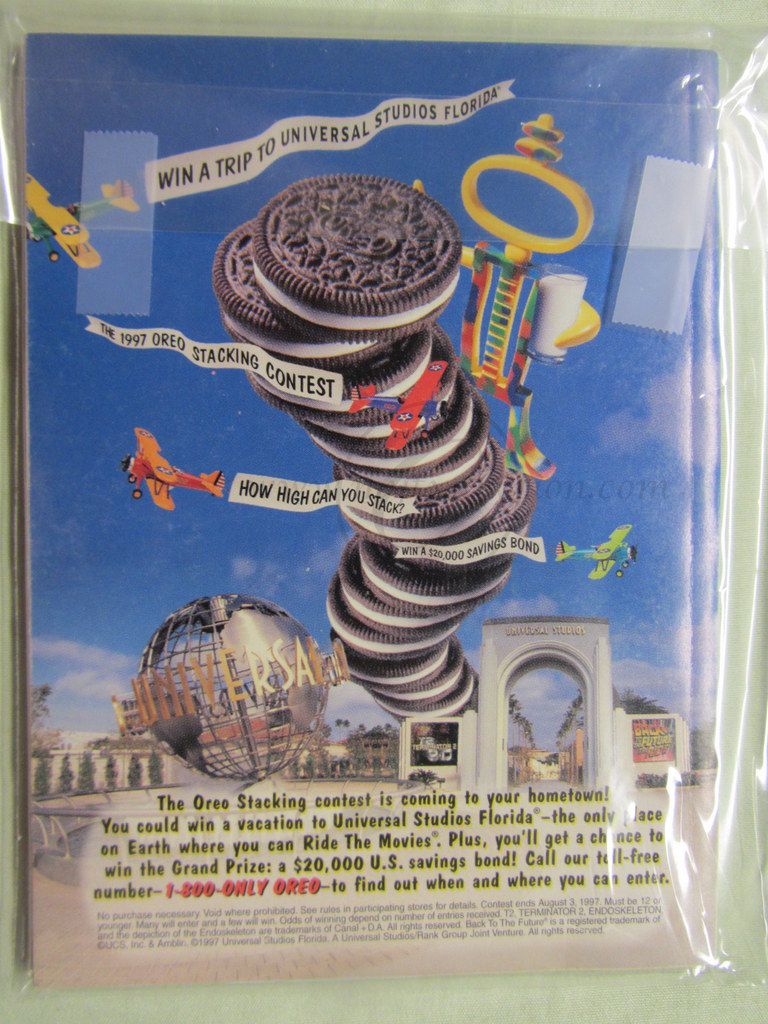 WIN A TRIP TO UNIVERSAL STUDIOS FLORIDA®
THE 1997 OREO STACKING CONTEST
HOW HIGH CAN YOU STACK?
WIN A $20,000 SAVINGS BOND
UNIVERSAL STUDIOS
UNIVERSAL
TERMINATOR 2
3D
BACK
TO THE
FUTURE
The Oreo Stacking contest is coming to your hometown!
You could win a vacation to Universal Studios Florida®-the only place
on Earth where you can Ride The Movies®. Plus, you'll get a chance to
win the Grand Prize: a $20,000 U.S. savings bond! Call our toll-free
number-1-800-ONLY OREO-to find out when and where you can enter.
No purchase necessary. Void where prohibited. See rules in participating stores for details. Contest ends August 3, 1997. Must be 12 or
younger. Many will enter and a few will win. Odds of winning depend on number of entries received. T2, TERMINATOR 2, ENDOSKELETON,
and the depiction of the Endoskeleton are trademarks of Canal + D.A. All rights reserved. Back To The Future® is a registered trademark of
©UCS, Inc. & Amblin. ©1997 Universal Studios Florida. A Universal Studios/Rank Group Joint Venture. All rights reserved.